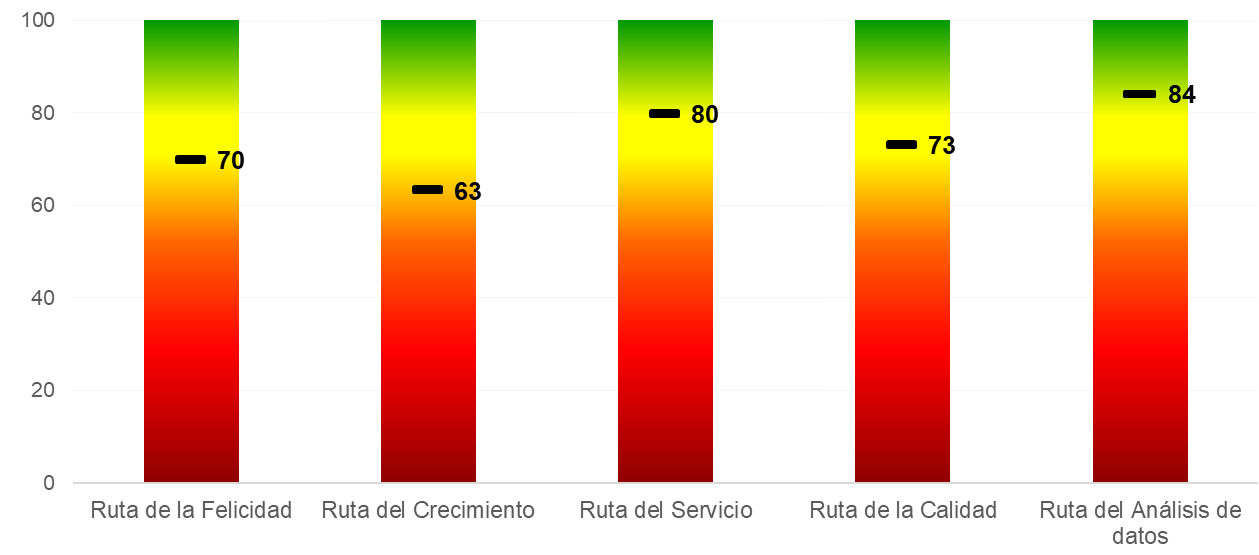 100
80
60
40
20
0
70
63
80
73
84
Ruta de la Felicidad
Ruta del Crecimiento
Ruta del Servicio
Ruta de la Calidad
Ruta del Análisis de
datos